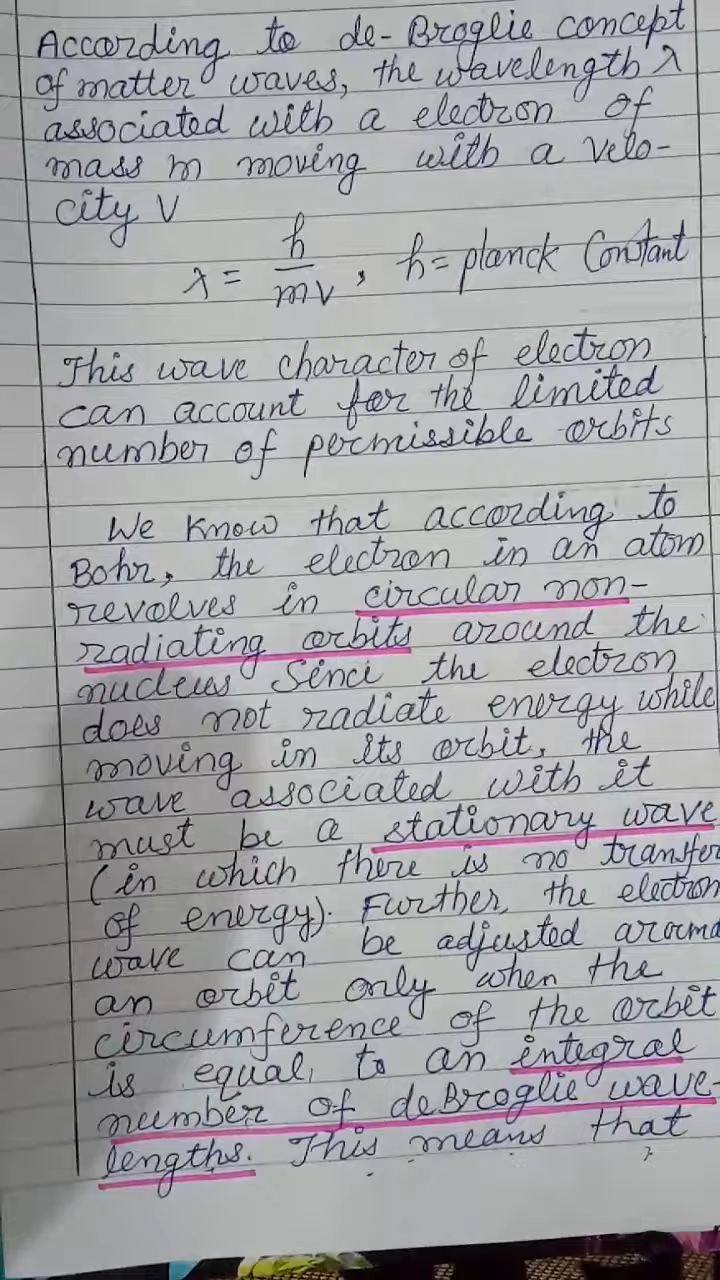 According to de-Broglie concept
of matter waves, the wavelength λ
associated with a electron of
mass m moving with a velo-
city V
λ = h/mv, h = planck Constant
This wave character of electron
can account for the limited
number of permissible orbits
We know that according to
Bohr, the electron in an atom
revolves in circular non-
radiating orbits around the
nucleus Sinci the electron
does not radiate energy while
moving in its orbit, the
wave associated with it
must be a stationary wave
(in which there is no transfer
of energy). Further, the electron
wave can be adjusted around
an orbit only when the
circumference of the orbit
is equal, to an integral
number of deBroglie wave-
lengths. This means that